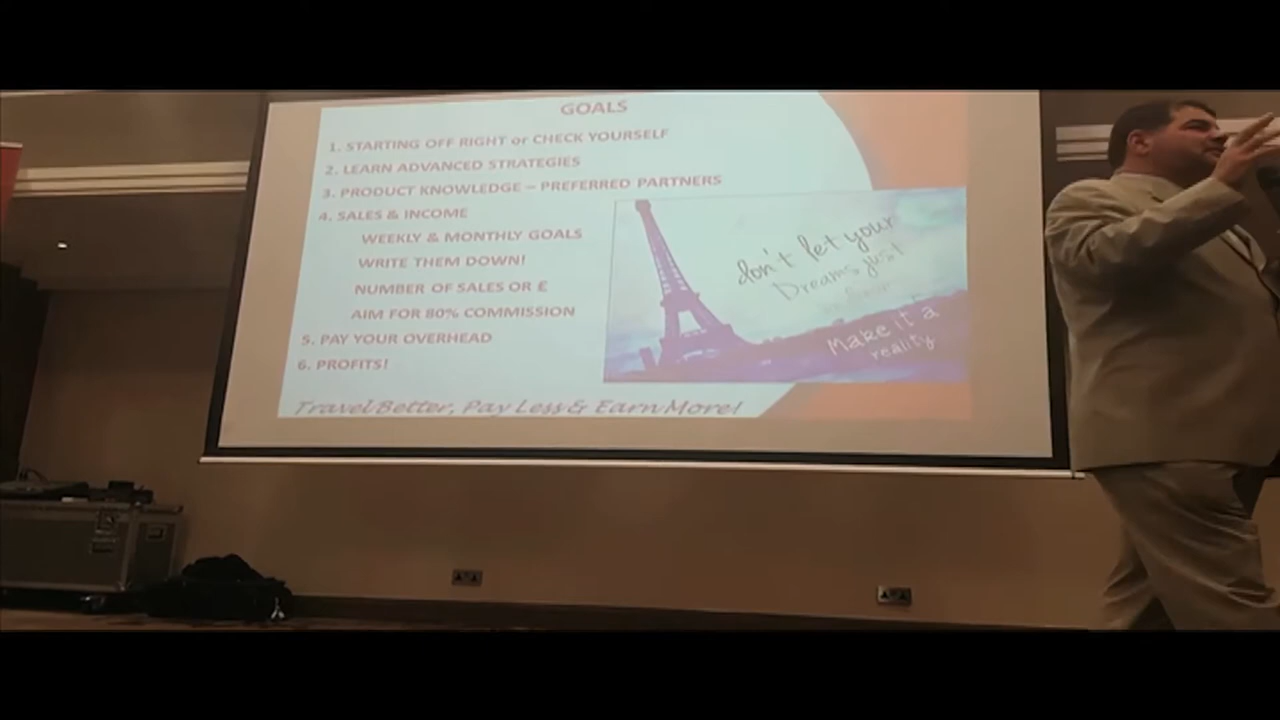 GOALS
1. STARTING OFF RIGHT or CHECK YOURSELF
2. LEARN ADVANCED STRATEGIES
3. PRODUCT KNOWLEDGE – PREFERRED PARTNERS
4. SALES & INCOME
WEEKLY & MONTHLY GOALS
WRITE THEM DOWN!
NUMBER OF SALES OR £
AIM FOR 80% COMMISSION
5. PAY YOUR OVERHEAD
6. PROFITS!
don't let your
Dreams just
Make it a
reality
Travel Better, Pay Less & Earn More!